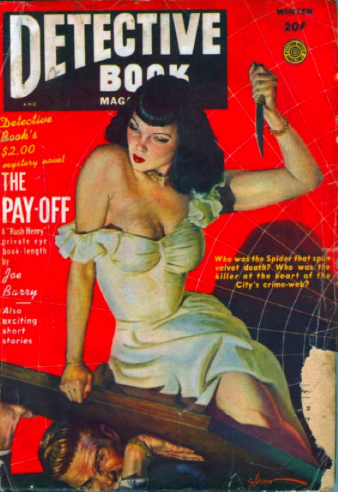 WINTER
20¢
DETECTIVE
BOOK
MAGA
Detective
Book's
$2.00
mystery novel
THE
PAY-OFF
A "Rush Henry"
private eye
book-length
by
Joe
Barry
Also
exciting
short
stories
Who was the Spider that spun
velvet death? Who was the
killer at the heart of the
City's crime-web?